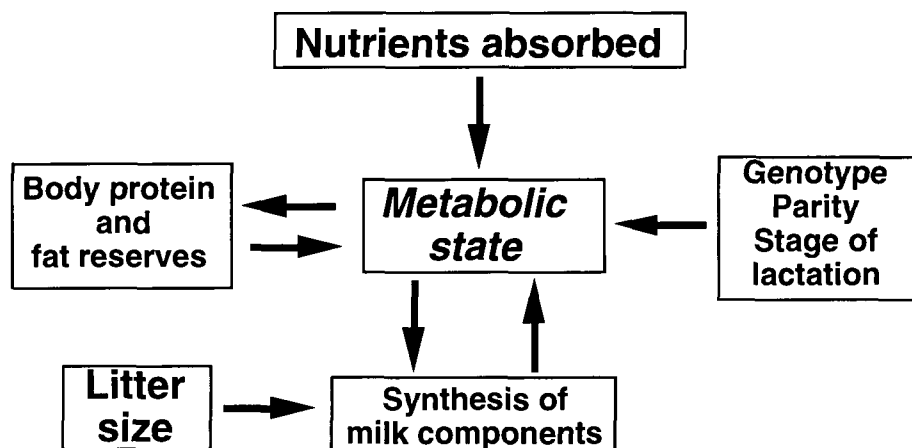 Nutrients absorbed
Body protein
and
fat reserves
Metabolic
state
Genotype
Parity
Stage of
lactation
Litter
size
Synthesis of
milk components